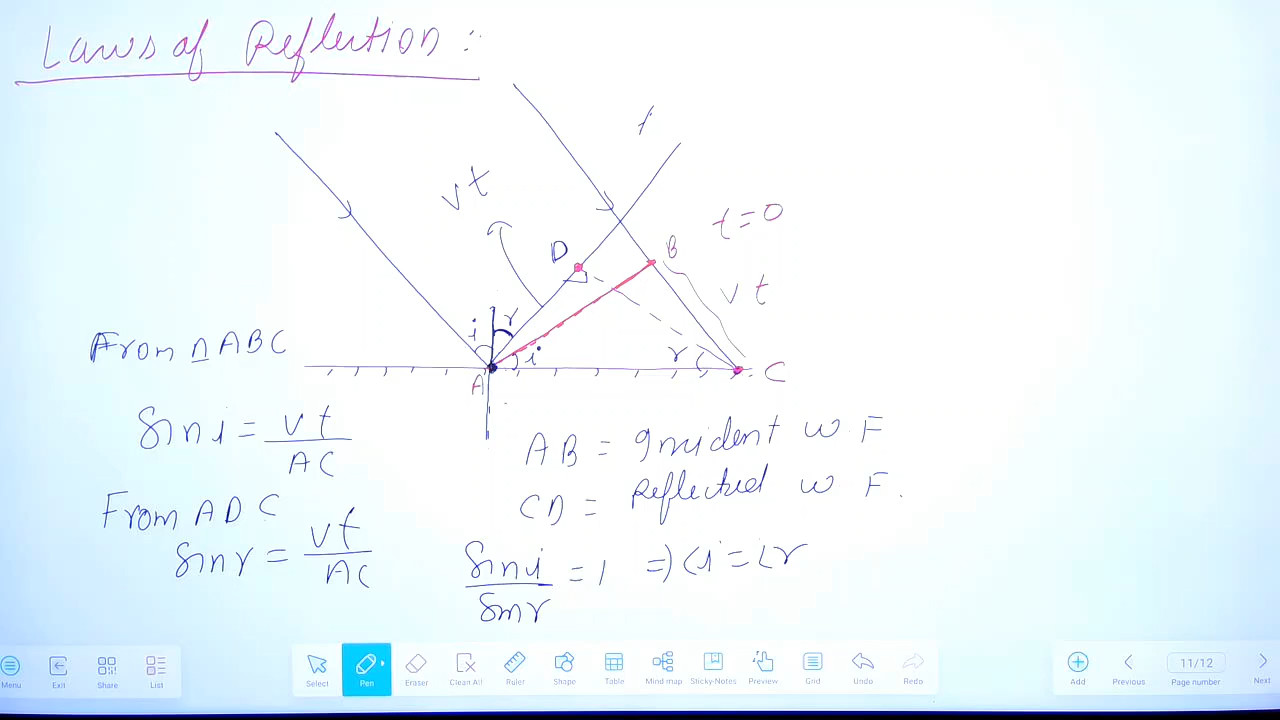 Laws of Reflection :
t
vt
t=0
D
B
vt
i
r
i
r
A
C
From △ABC
Sin i = vt / AC
From ADC
Sin r = vt / AC
AB = Incident W.F
CD = Reflected W F.
Sin i / Sin r = 1 ⇒ ∠i = ∠r
Menu
Exit
Share
List
Select
Pen
Eraser
Clean All
Ruler
Shape
Table
Mind map
Sticky-Notes
Preview
Grid
Undo
Redo
Add
Previous
11/12
Page number
Next